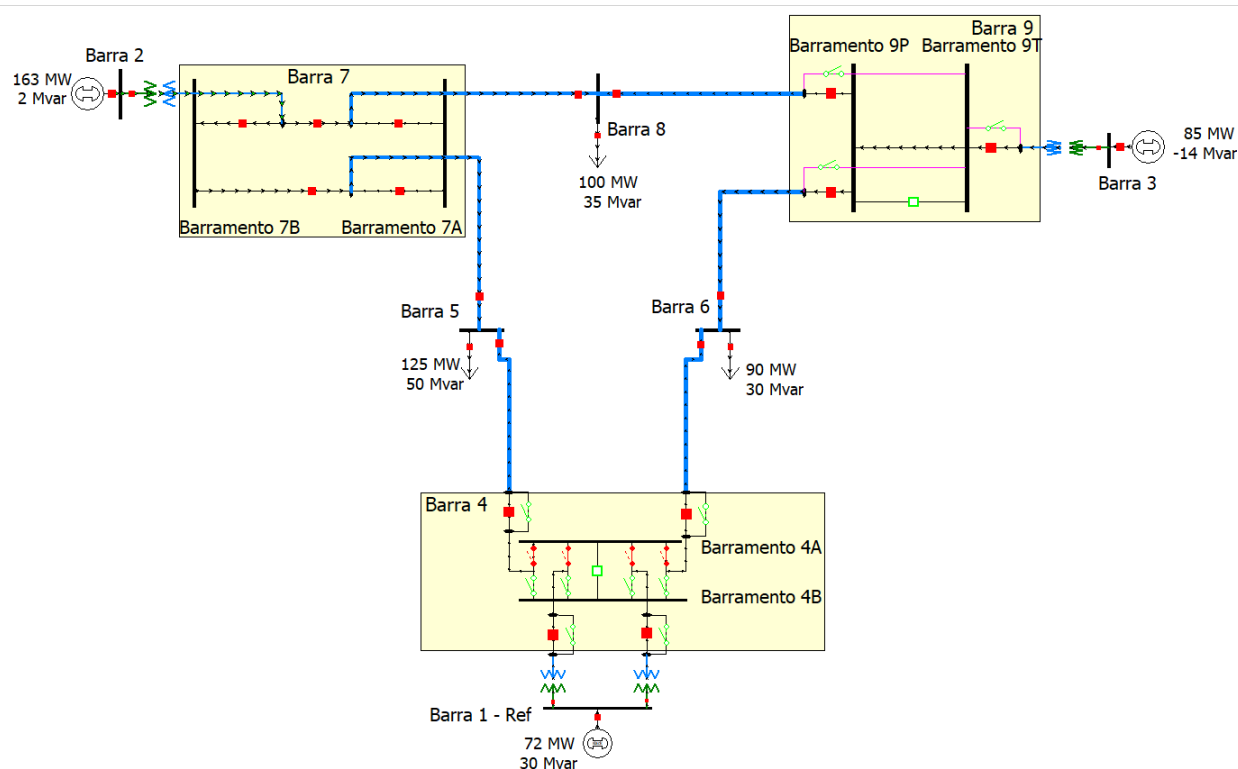 Barra 2
163 MW
2 Mvar
Barra 7
Barramento 7B
Barramento 7A
Barra 8
100 MW
35 Mvar
Barra 9
Barramento 9P
Barramento 9T
85 MW
-14 Mvar
Barra 3
Barra 5
125 MW
50 Mvar
Barra 6
90 MW
30 Mvar
Barra 4
Barramento 4A
Barramento 4B
Barra 1 - Ref
72 MW
30 Mvar